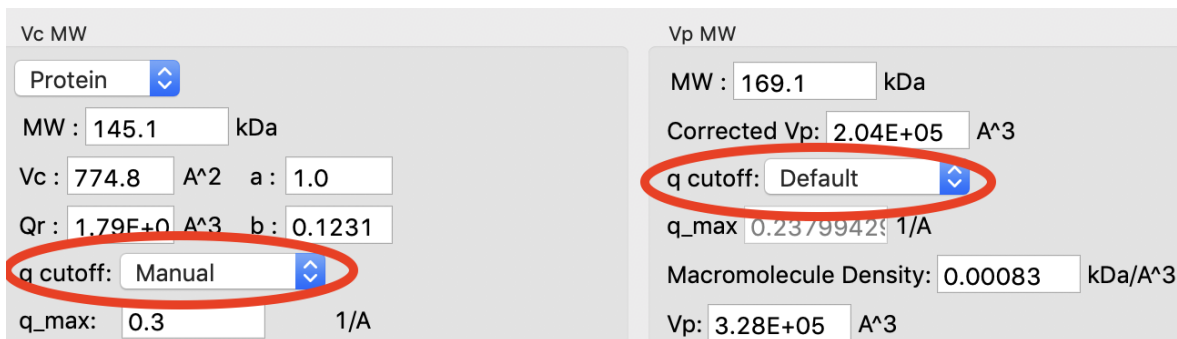 Vc MW
Protein
MW : 145.1 kDa
Vc : 774.8 A^2 a : 1.0
Qr : 1.79E+0 A^3 b : 0.1231
q cutoff: Manual
q_max: 0.3 1/A
Vp MW
MW : 169.1 kDa
Corrected Vp: 2.04E+05 A^3
q cutoff: Default
q_max 0.23799429 1/A
Macromolecule Density: 0.00083 kDa/A^3
Vp: 3.28E+05 A^3